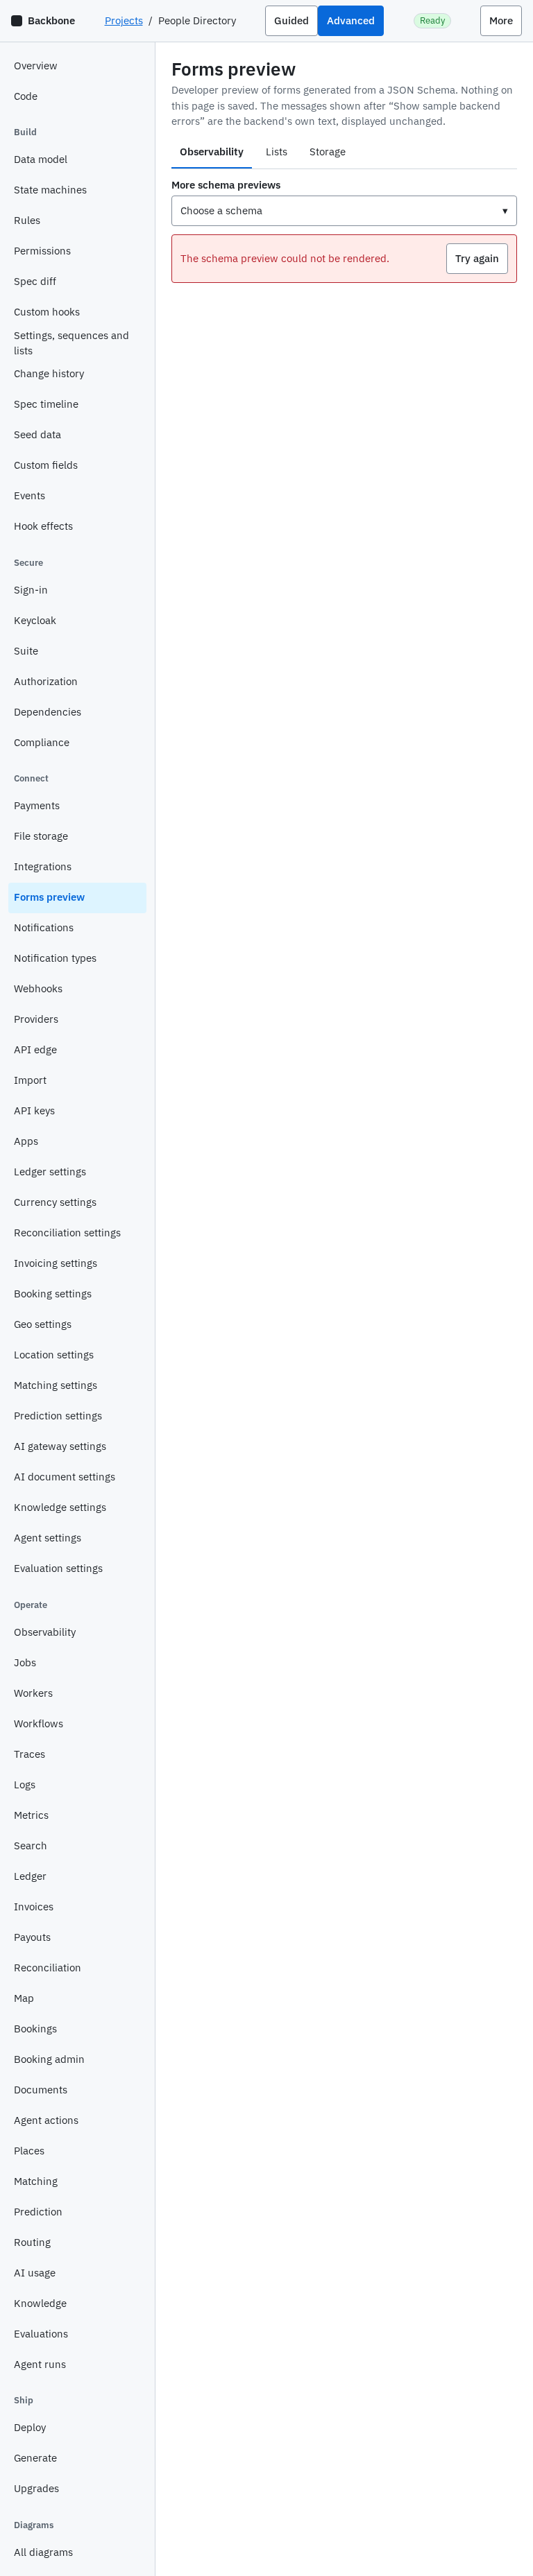 Backbone
Projects / People Directory
Guided
Advanced
Ready
More
Overview
Code
Build
Data model
State machines
Rules
Permissions
Spec diff
Custom hooks
Settings, sequences and
lists
Change history
Spec timeline
Seed data
Custom fields
Events
Hook effects
Secure
Sign-in
Keycloak
Suite
Authorization
Dependencies
Compliance
Connect
Payments
File storage
Integrations
Forms preview
Notifications
Notification types
Webhooks
Providers
API edge
Import
API keys
Apps
Ledger settings
Currency settings
Reconciliation settings
Invoicing settings
Booking settings
Geo settings
Location settings
Matching settings
Prediction settings
AI gateway settings
AI document settings
Knowledge settings
Agent settings
Evaluation settings
Operate
Observability
Jobs
Workers
Workflows
Traces
Logs
Metrics
Search
Ledger
Invoices
Payouts
Reconciliation
Map
Bookings
Booking admin
Documents
Agent actions
Places
Matching
Prediction
Routing
AI usage
Knowledge
Evaluations
Agent runs
Ship
Deploy
Generate
Upgrades
Diagrams
All diagrams
Forms preview
Developer preview of forms generated from a JSON Schema. Nothing on
this page is saved. The messages shown after “Show sample backend
errors” are the backend's own text, displayed unchanged.
Observability
Lists
Storage
More schema previews
Choose a schema
The schema preview could not be rendered.
Try again